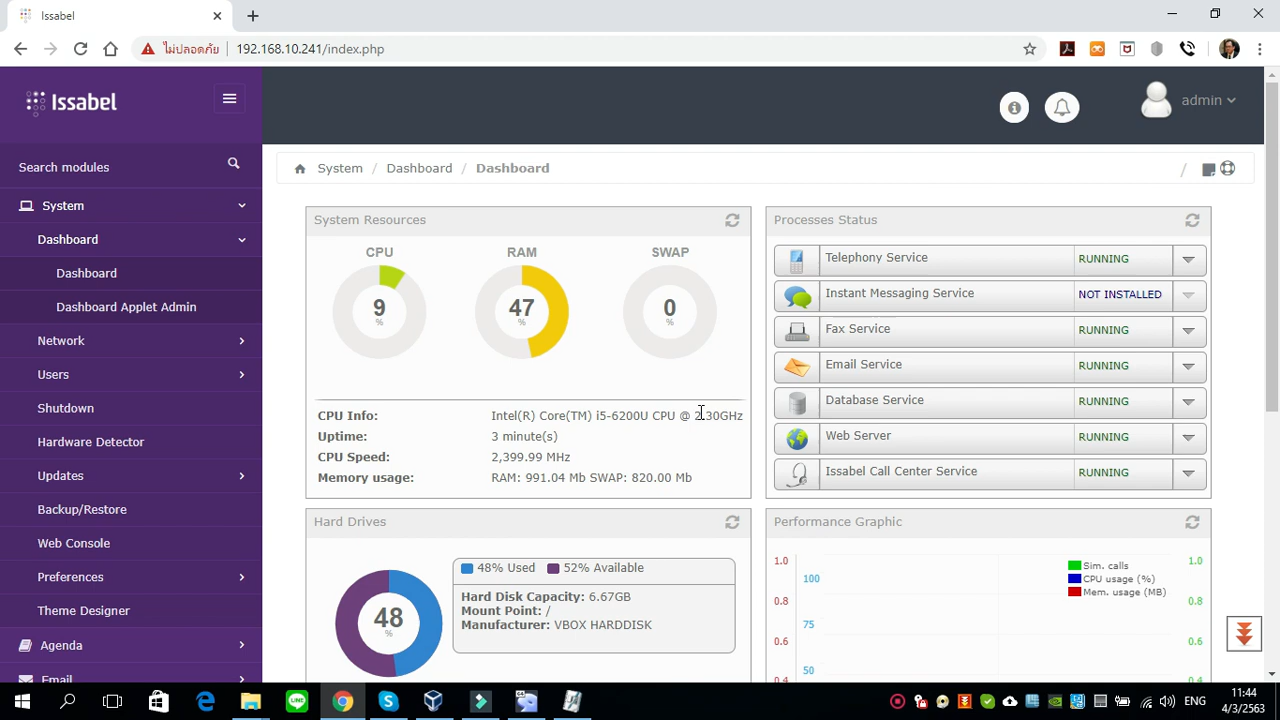 Issabel
ไม่ปลอดภัย
192.168.10.241/index.php
Issabel
admin
Search modules
System
Dashboard
Dashboard
Dashboard Applet Admin
Network
Users
Shutdown
Hardware Detector
Updates
Backup/Restore
Web Console
Preferences
Theme Designer
Agenda
Email
System / Dashboard / Dashboard /
System Resources
CPU RAM SWAP
9 % 47 % 0 %
CPU Info: Intel(R) Core(TM) i5-6200U CPU @ 2.30GHz
Uptime: 3 minute(s)
CPU Speed: 2,399.99 MHz
Memory usage: RAM: 991.04 Mb SWAP: 820.00 Mb
Processes Status
Telephony Service RUNNING
Instant Messaging Service NOT INSTALLED
Fax Service RUNNING
Email Service RUNNING
Database Service RUNNING
Web Server RUNNING
Issabel Call Center Service RUNNING
Hard Drives
48 %
48% Used 52% Available
Hard Disk Capacity: 6.67GB
Mount Point: /
Manufacturer: VBOX HARDDISK
Performance Graphic
1.0 100 1.0
Sim. calls
CPU usage (%)
Mem. usage (MB)
0.8 0.8
75
0.6 0.6
50
0.4 0.4
LINE
ENG
11:44
4/3/2563